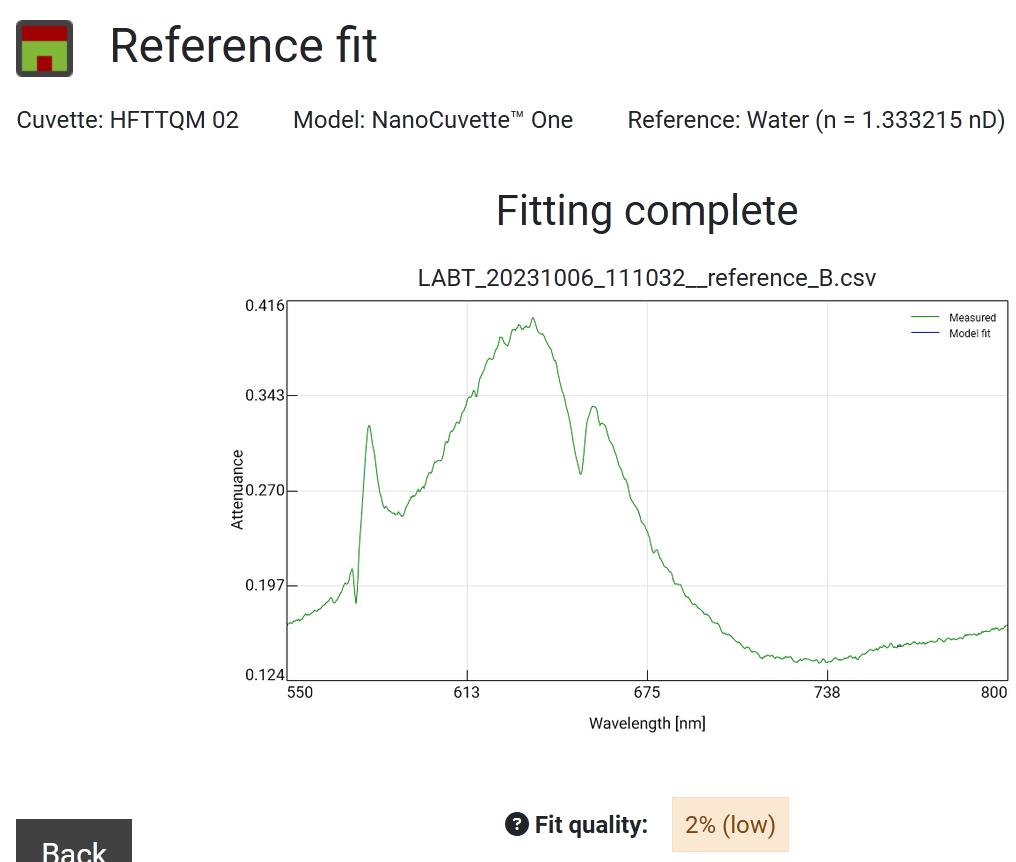 Reference fit
Cuvette: HFTTQM 02 Model: NanoCuvette™ One Reference: Water (n = 1.333215 nD)
Fitting complete
LABT_20231006_111032__reference_B.csv
0.416
Measured
Model fit
0.343
Attenuance
0.270
0.197
0.124
550 613 675 738 800
Wavelength [nm]
? Fit quality: 2% (low)
Back